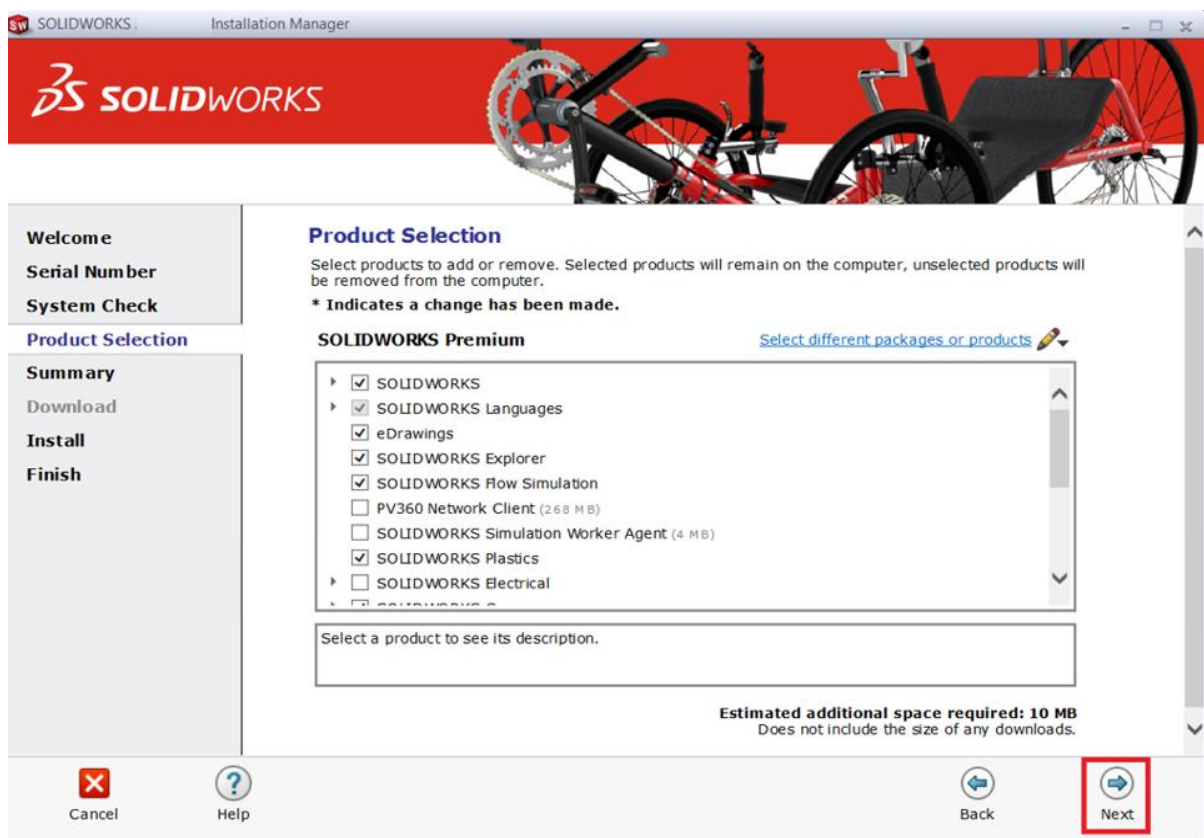 SOLIDWORKS Installation Manager
SOLIDWORKS
Welcome
Serial Number
System Check
Product Selection
Summary
Download
Install
Finish
Product Selection
Select products to add or remove. Selected products will remain on the computer, unselected products will
be removed from the computer.
* Indicates a change has been made.
SOLIDWORKS Premium Select different packages or products
SOLIDWORKS
SOLIDWORKS Languages
eDrawings
SOLIDWORKS Explorer
SOLIDWORKS Flow Simulation
PV360 Network Client (268 MB)
SOLIDWORKS Simulation Worker Agent (4 MB)
SOLIDWORKS Plastics
SOLIDWORKS Electrical
Select a product to see its description.
Estimated additional space required: 10 MB
Does not include the size of any downloads.
Cancel Help Back Next